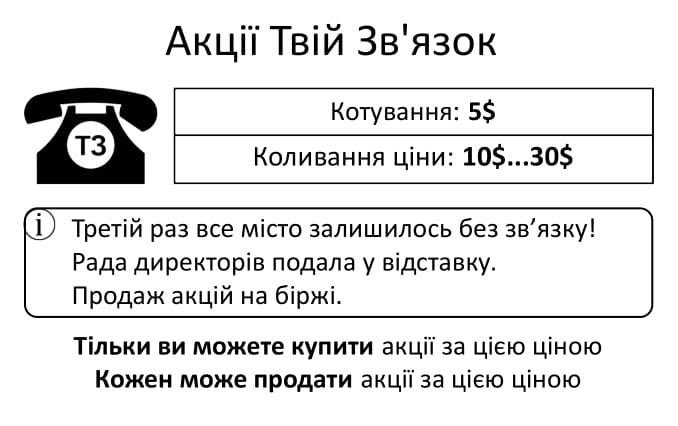 Акції Твій Зв'язок
ТЗ
Котування: 5$
Коливання ціни: 10$...30$
i
Третій раз все місто залишилось без зв’язку!
Рада директорів подала у відставку.
Продаж акцій на біржі.
Тільки ви можете купити акції за цією ціною
Кожен може продати акції за цією ціною